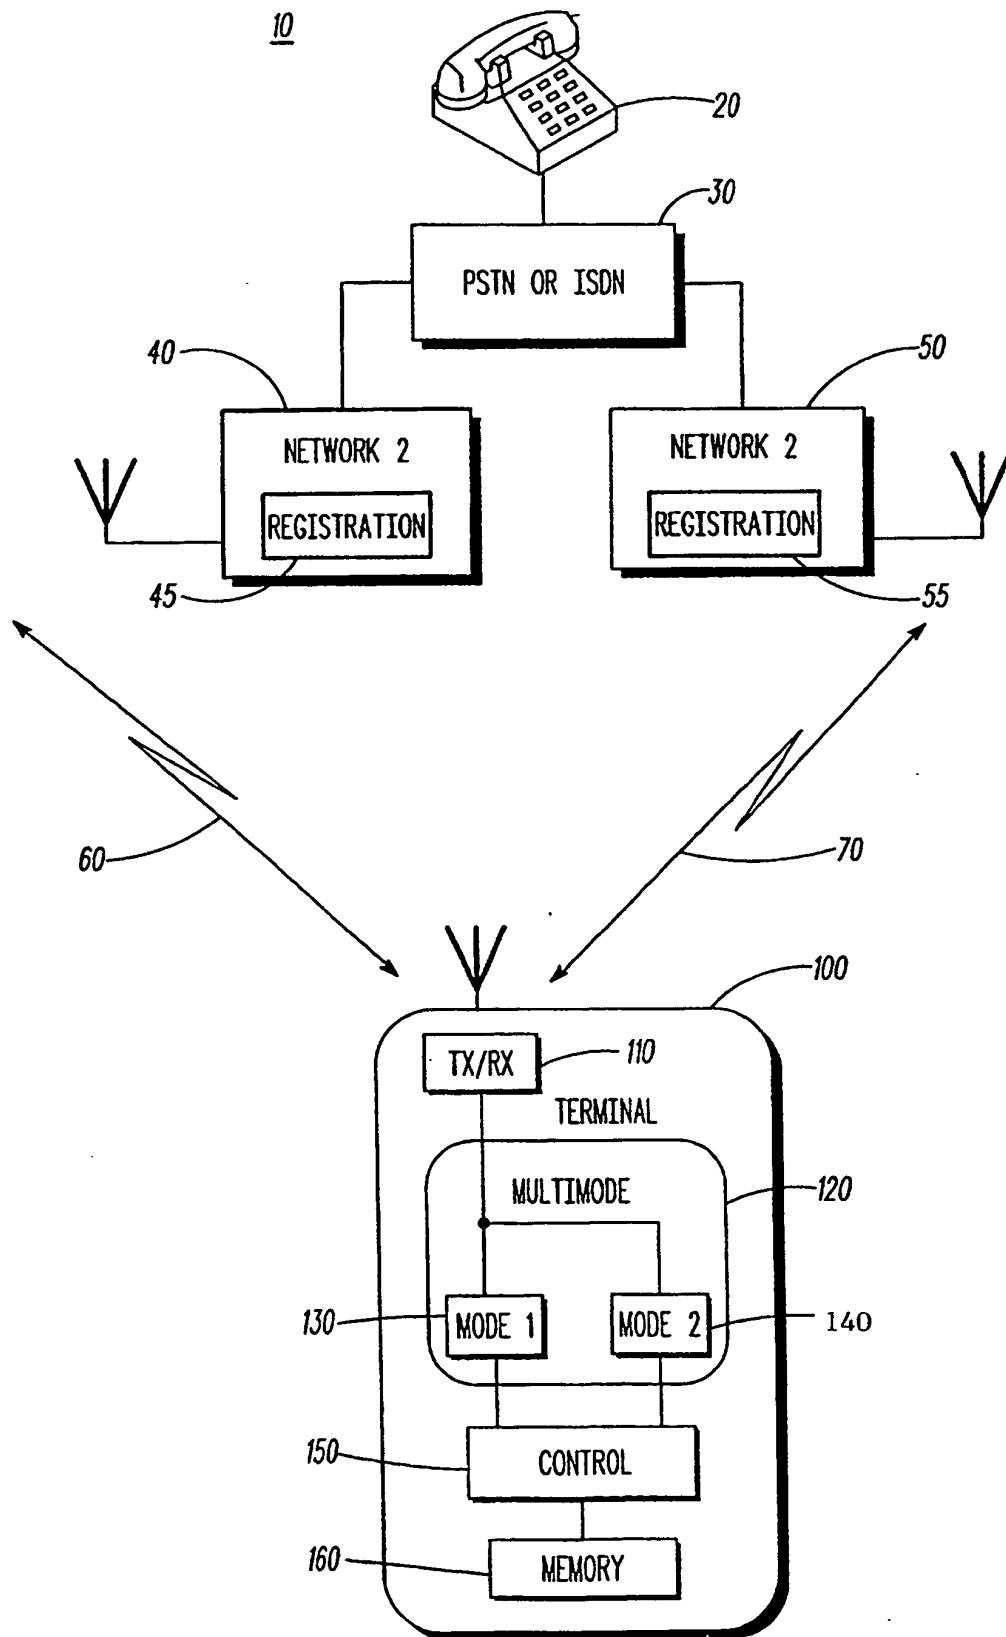 10
20
30
PSTN OR ISDN
40
50
NETWORK 2
NETWORK 2
REGISTRATION
REGISTRATION
45
55
60
70
100
TX/RX
110
TERMINAL
MULTIMODE
120
130
MODE 1
MODE 2
140
150
CONTROL
160
MEMORY